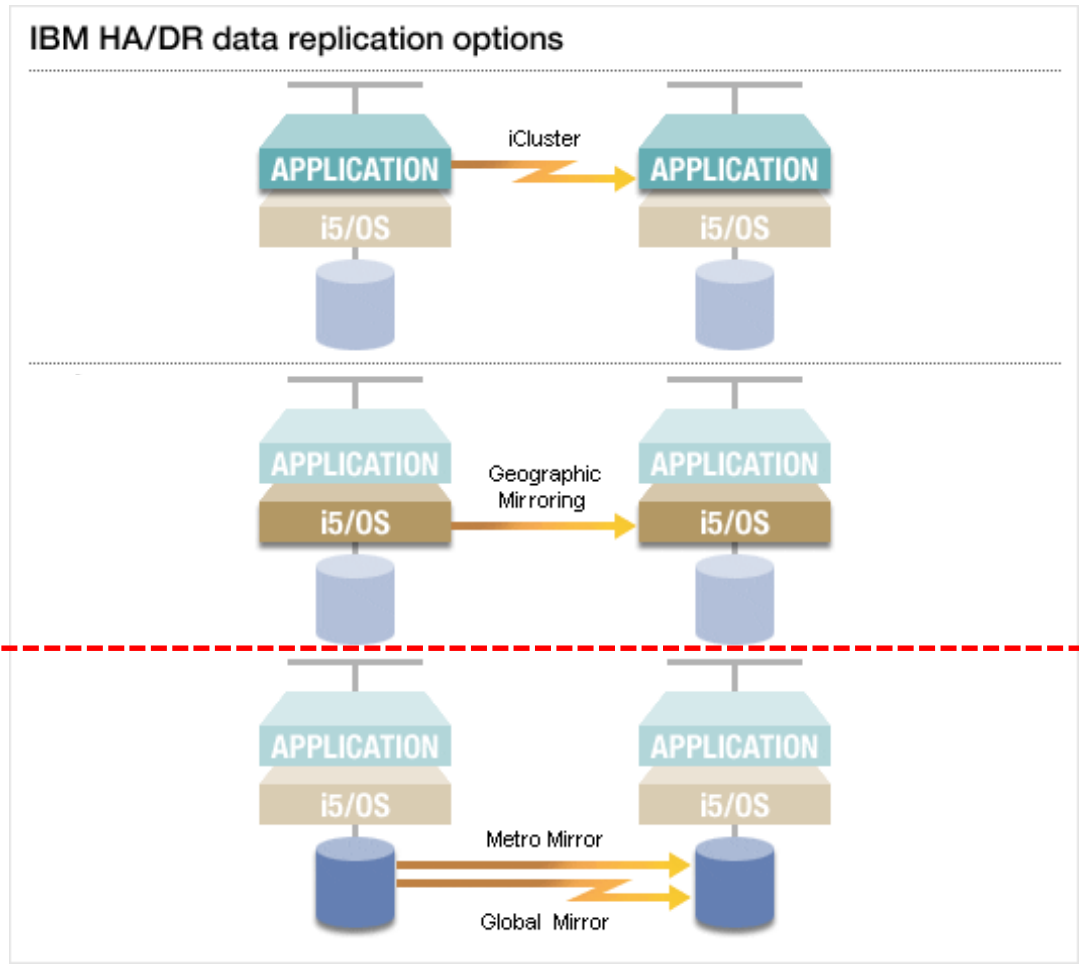 IBM HA/DR data replication options
iCluster
APPLICATION
APPLICATION
i5/OS
i5/OS
APPLICATION
APPLICATION
Geographic
Mirroring
i5/OS
i5/OS
APPLICATION
APPLICATION
i5/OS
i5/OS
Metro Mirror
Global Mirror